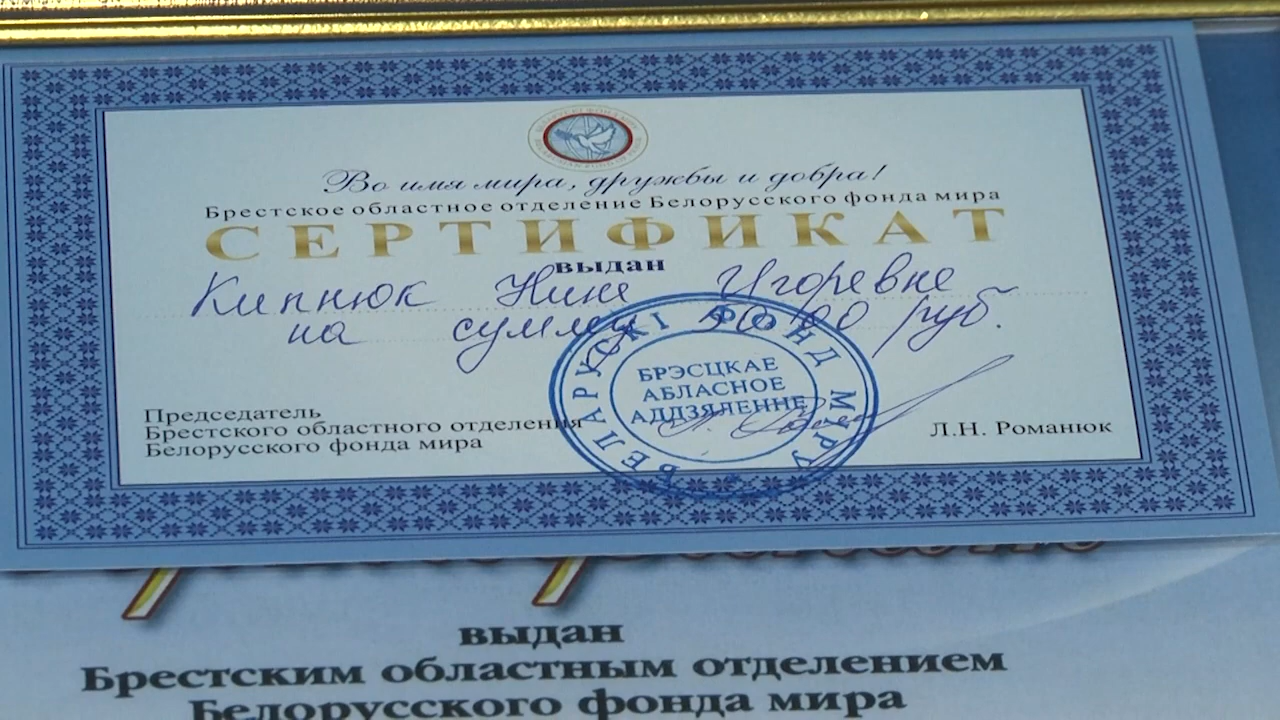 Во имя мира, дружбы и добра!
Брестское областное отделение Белорусского фонда мира
СЕРТИФИКАТ
выдан
Кипнюк Нине Игоревне
на сумму руб.
БЕЛАРУСКІ ФОНД МІРУ
БРЭСЦКАЕ
АБЛАСНОЕ
АДДЗЯЛЕННЕ
Председатель
Брестского областного отделения
Белорусского фонда мира
Л.Н. Романюк
выдан
Брестским областным отделением
Белорусского фонда мира